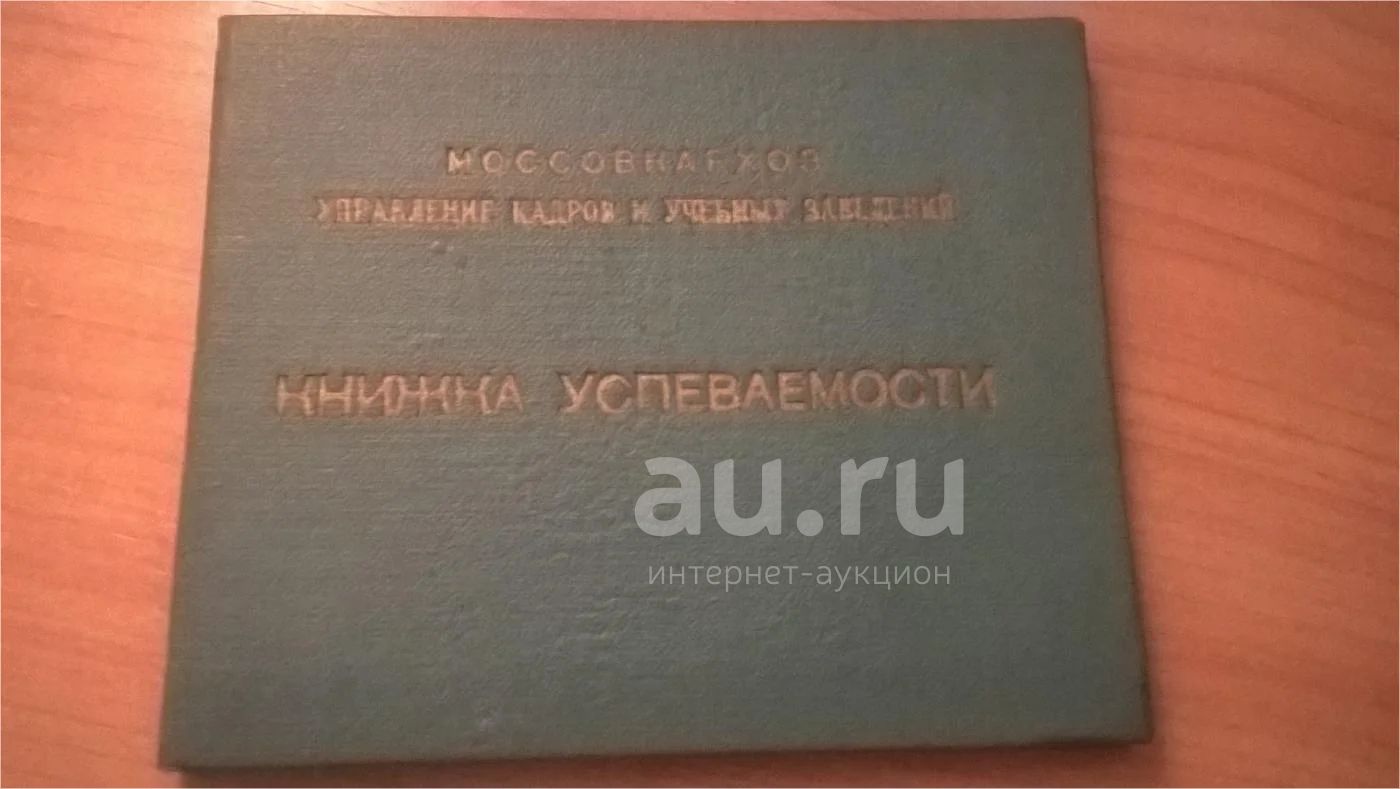 МОССОВНАРХОЗ
УПРАВЛЕНИЕ КАДРОВ И УЧЕБНЫХ ЗАВЕДЕНИЙ
КНИЖКА УСПЕВАЕМОСТИ
au.ru
интернет-аукцион